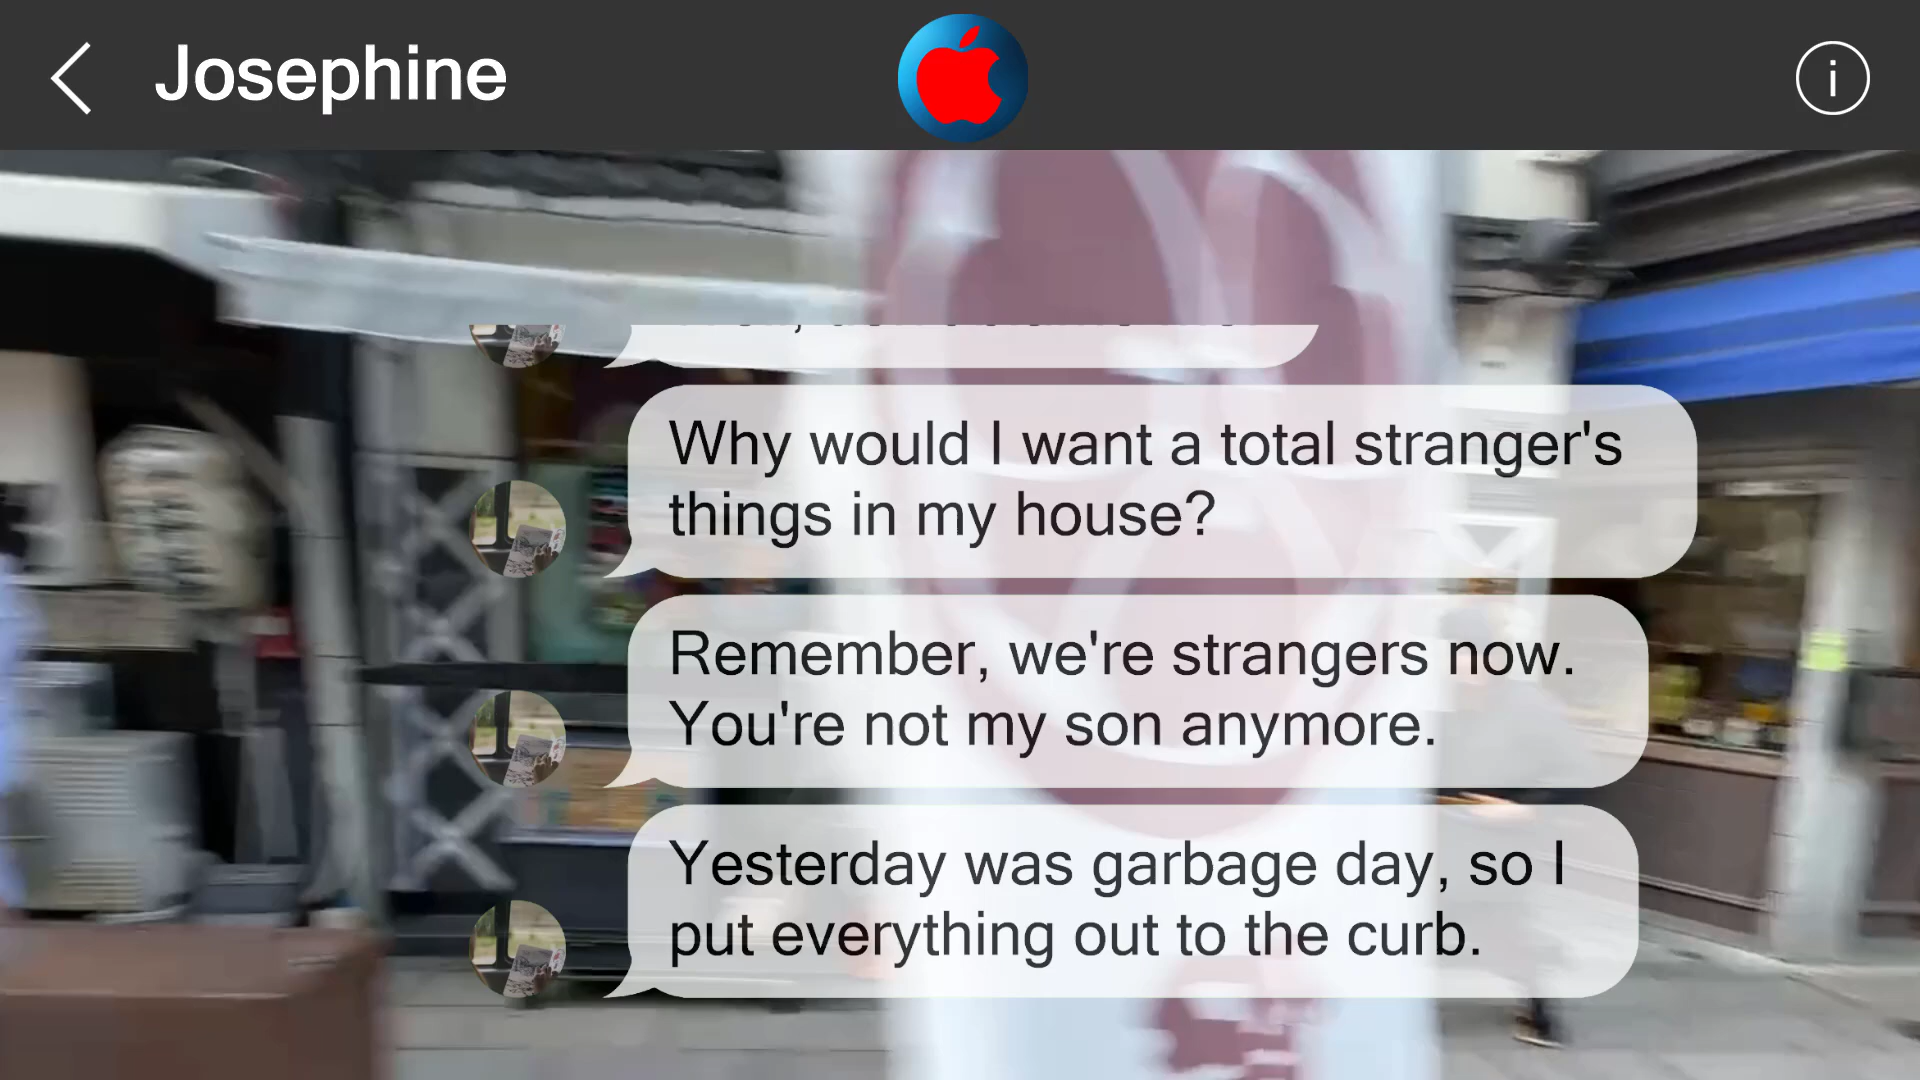 Josephine
Why would I want a total stranger's
things in my house?
Remember, we're strangers now.
You're not my son anymore.
Yesterday was garbage day, so I
put everything out to the curb.